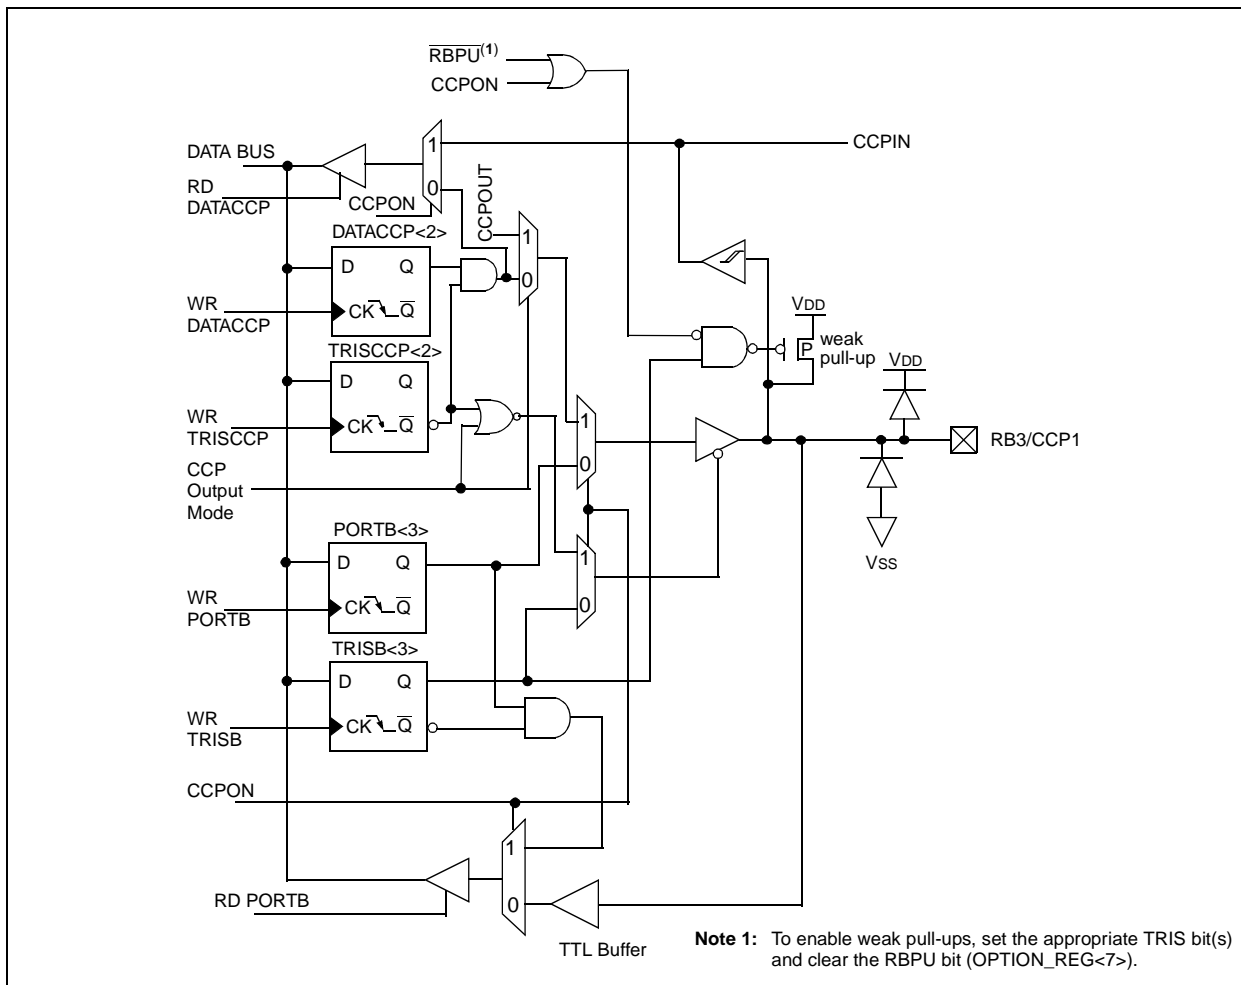 RBPU(1)
CCPON
DATA BUS
1
CCPIN
RD
DATACCP
0
CCPON
CCPOUT
DATACCP<2>
1
D Q
0
WR
DATACCP
CK Q
VDD
P
weak
pull-up
TRISCCP<2>
VDD
D Q
WR
TRISCCP
CK Q
1
RB3/CCP1
0
CCP
Output
Mode
PORTB<3>
D Q
1
VSS
WR
PORTB
CK Q
0
TRISB<3>
D Q
WR
TRISB
CK Q
CCPON
1
RD PORTB
0
TTL Buffer
Note 1: To enable weak pull-ups, set the appropriate TRIS bit(s)
and clear the RBPU bit (OPTION_REG<7>).